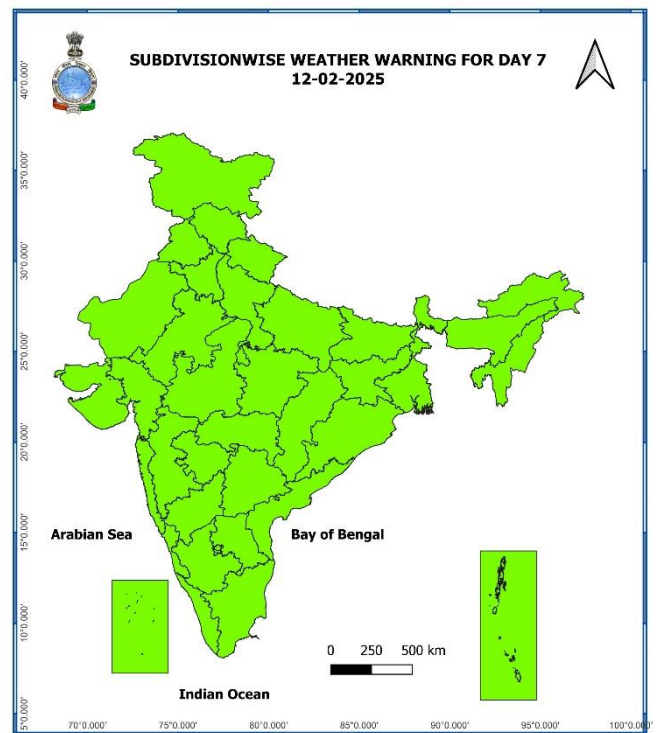 SUBDIVISIONWISE WEATHER WARNING FOR DAY 7
12-02-2025
40°0.000'
35°0.000'
30°0.000'
25°0.000'
20°0.000'
15°0.000'
10°0.000'
5°0.000'
Arabian Sea
Bay of Bengal
0 250 500 km
Indian Ocean
70°0.000' 75°0.000' 80°0.000' 85°0.000' 90°0.000' 95°0.000' 100°0.000'